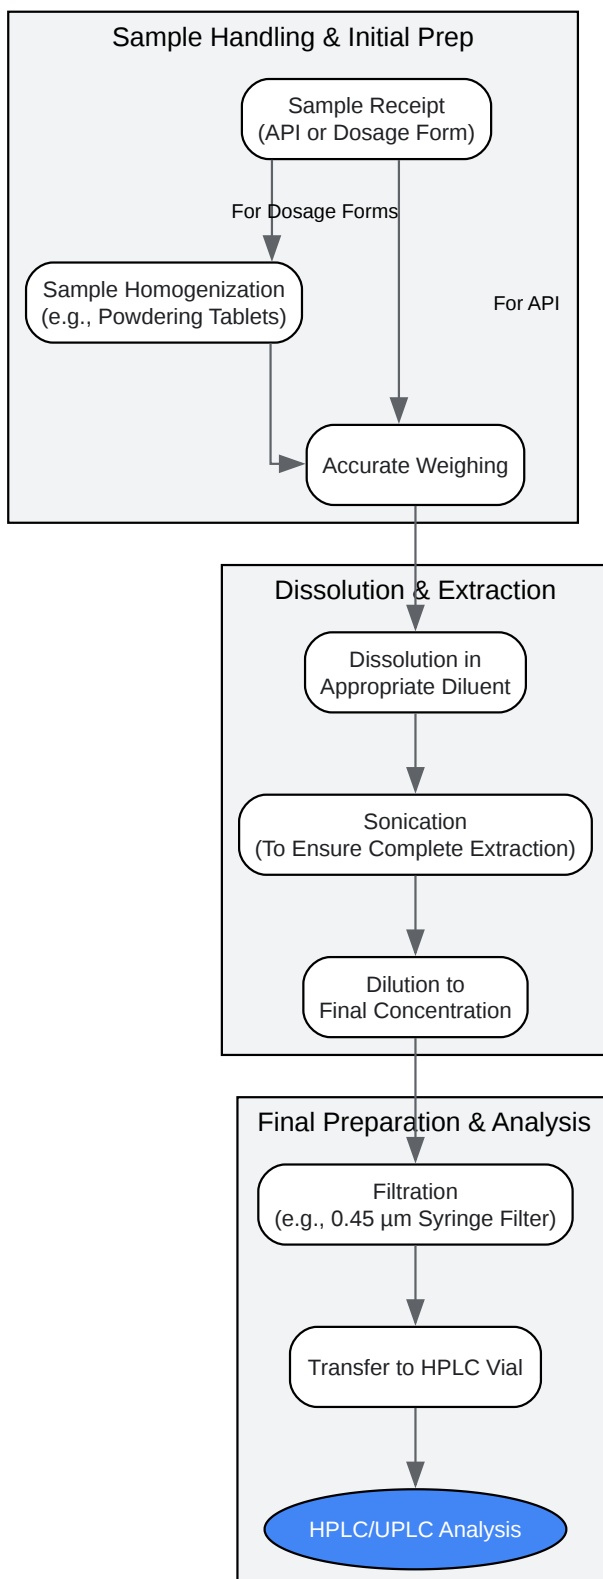 Sample Handling & Initial Prep
Sample Receipt
(API or Dosage Form)
For Dosage Forms
Sample Homogenization
(e.g., Powdering Tablets)
For API
Accurate Weighing
Dissolution & Extraction
Dissolution in
Appropriate Diluent
Sonication
(To Ensure Complete Extraction)
Dilution to
Final Concentration
Final Preparation & Analysis
Filtration
(e.g., 0.45 µm Syringe Filter)
Transfer to HPLC Vial
HPLC/UPLC Analysis